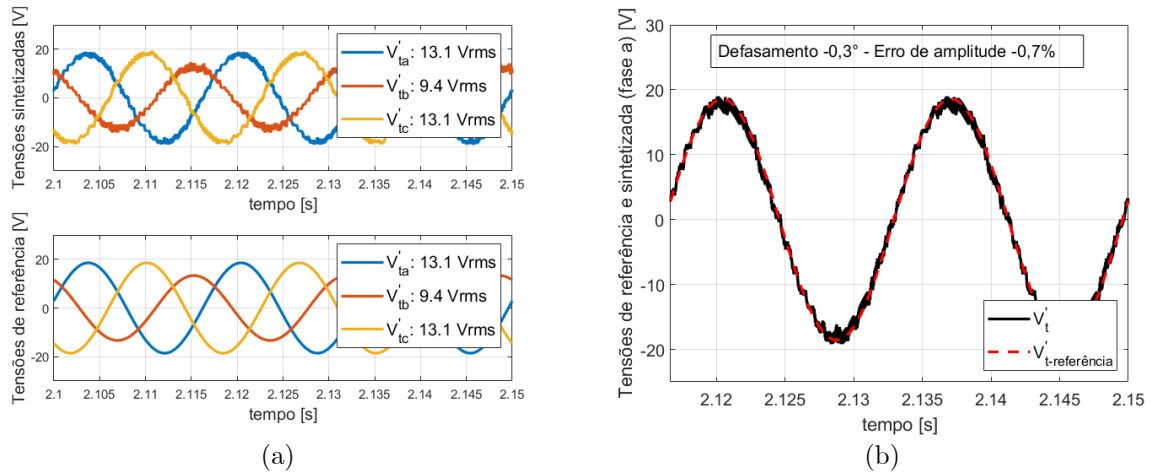 Tensões sintetizadas [V]
20
0
-20
V'ta: 13.1 Vrms
V'tb: 9.4 Vrms
V'tc: 13.1 Vrms
2.1 2.105 2.11 2.115 2.12 2.125 2.13 2.135 2.14 2.145 2.15
tempo [s]
Tensões de referência [V]
20
0
-20
V'ta: 13.1 Vrms
V'tb: 9.4 Vrms
V'tc: 13.1 Vrms
2.1 2.105 2.11 2.115 2.12 2.125 2.13 2.135 2.14 2.145 2.15
tempo [s]
(a)
Tensões de referência e sintetizada (fase a) [V]
30
20
10
0
-10
-20
Defasamento -0,3° - Erro de amplitude -0,7%
V't
V't-referência
2.12 2.125 2.13 2.135 2.14 2.145 2.15
tempo [s]
(b)